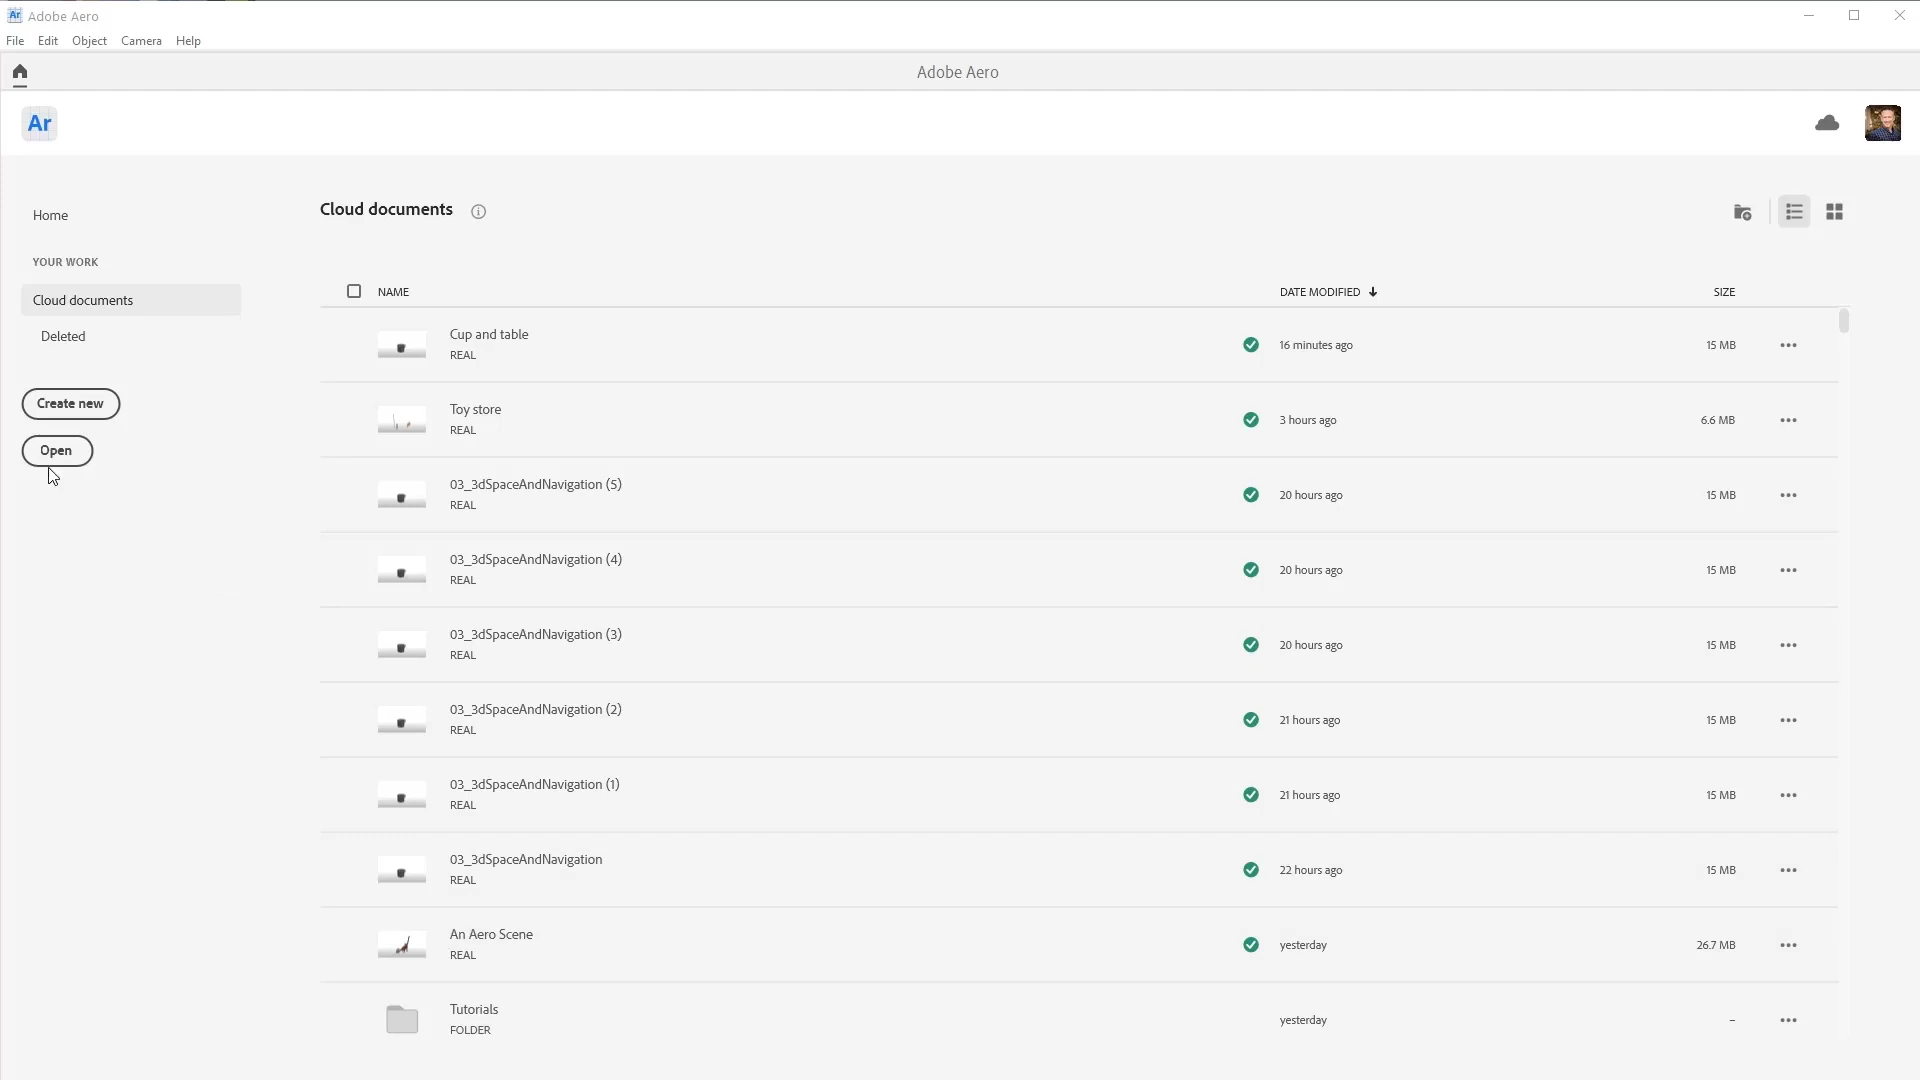 Ar Adobe Aero
File Edit Object Camera Help
Adobe Aero
Ar
Home
YOUR WORK
Cloud documents
Deleted
Create new
Open
Cloud documents
NAME DATE MODIFIED SIZE
Cup and table
REAL
16 minutes ago 15 MB
Toy store
REAL
3 hours ago 6.6 MB
03_3dSpaceAndNavigation (5)
REAL
20 hours ago 15 MB
03_3dSpaceAndNavigation (4)
REAL
20 hours ago 15 MB
03_3dSpaceAndNavigation (3)
REAL
20 hours ago 15 MB
03_3dSpaceAndNavigation (2)
REAL
21 hours ago 15 MB
03_3dSpaceAndNavigation (1)
REAL
21 hours ago 15 MB
03_3dSpaceAndNavigation
REAL
22 hours ago 15 MB
An Aero Scene
REAL
yesterday 26.7 MB
Tutorials
FOLDER
yesterday –